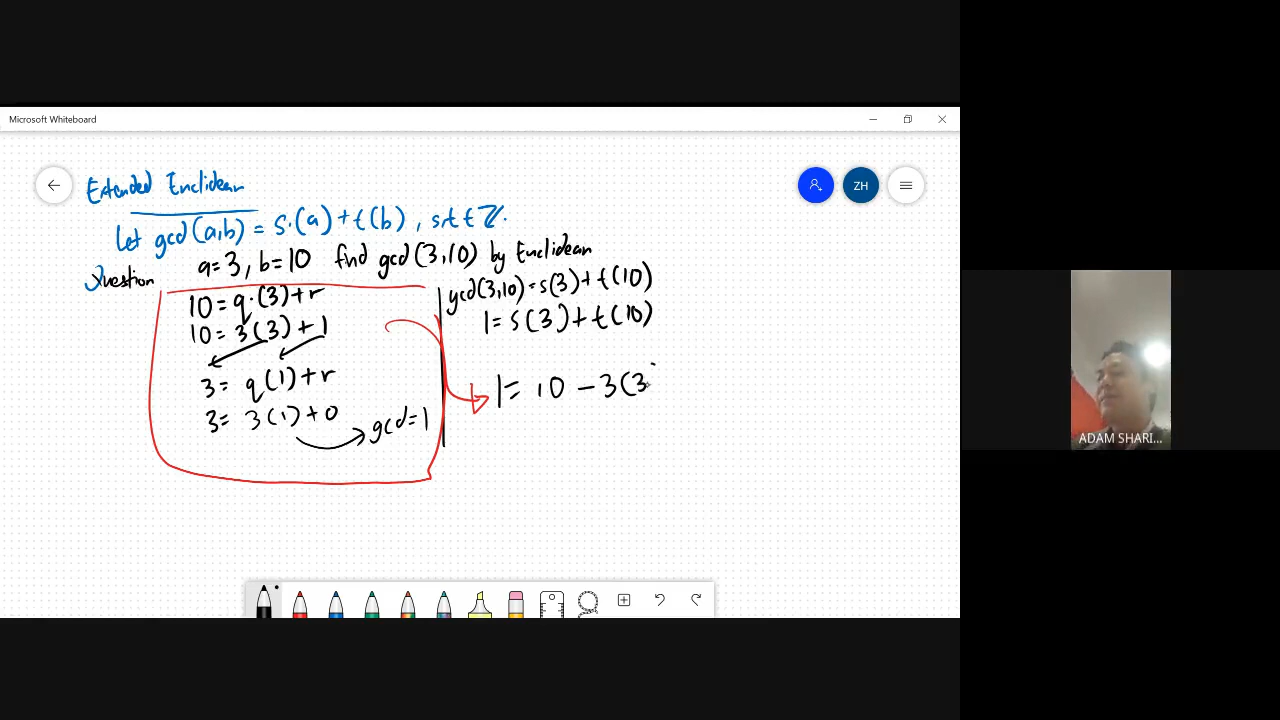 Microsoft Whiteboard
ZH
Extended Euclidean
Let gcd(a,b) = s.(a)+t(b), s,t ∈ ℤ.
Question a=3, b=10 find gcd(3,10) by Euclidean
10 = q.(3)+r
10 = 3(3)+1
3 = q(1)+r
3 = 3(1)+0
gcd=1
gcd(3,10) = s(3)+t(10)
1 = s(3)+t(10)
1 = 10 - 3(3
ADAM SHARI...